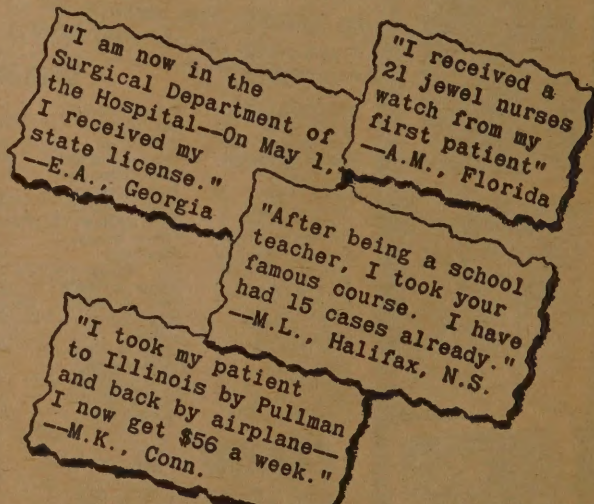 "I am now in the
Surgical Department of
the Hospital--On May 1,
I received my
state license."
--E.A., Georgia
"I received a
21 jewel nurses
watch from my
first patient"
--A.M., Florida
"After being a school
teacher, I took your
famous course.  I have
had 15 cases already."
--M.L., Halifax, N.S.
"I took my patient
to Illinois by Pullman
and back by airplane--
I now get $56 a week."
--M.K., Conn.